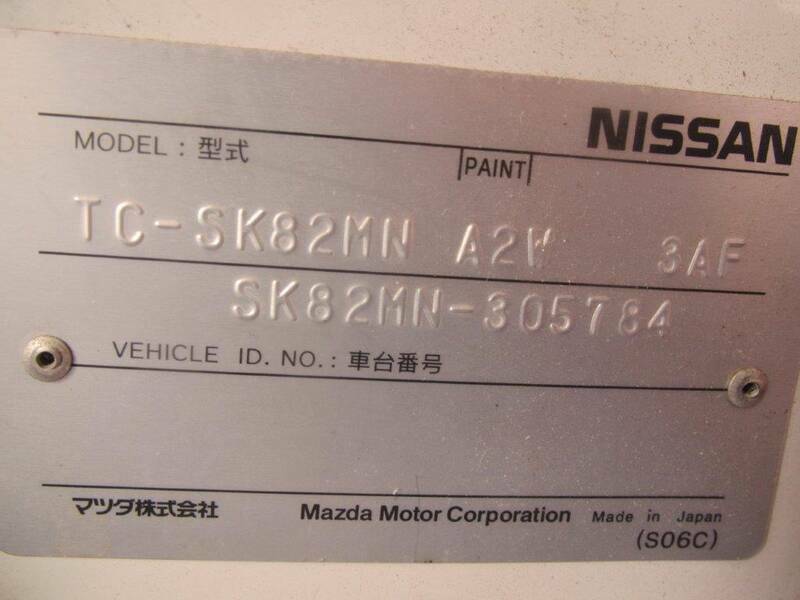 NISSAN
MODEL : 型式
PAINT
TC-SK82MN A2W 3AF
SK82MN-305784
VEHICLE ID. NO. : 車台番号
マツダ株式会社 Mazda Motor Corporation Made in Japan
(S06C)